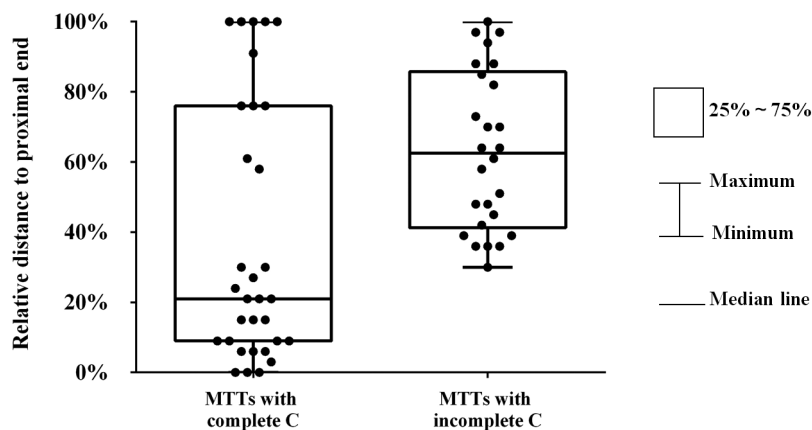 Relative distance to proximal end
100%
80%
60%
40%
20%
0%
MTTs with
complete C
MTTs with
incomplete C
25% ~ 75%
Maximum
Minimum
Median line